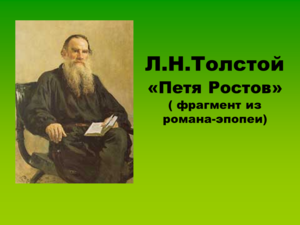 Л.Н.Толстой
«Петя Ростов»
( фрагмент из
романа-эпопеи)